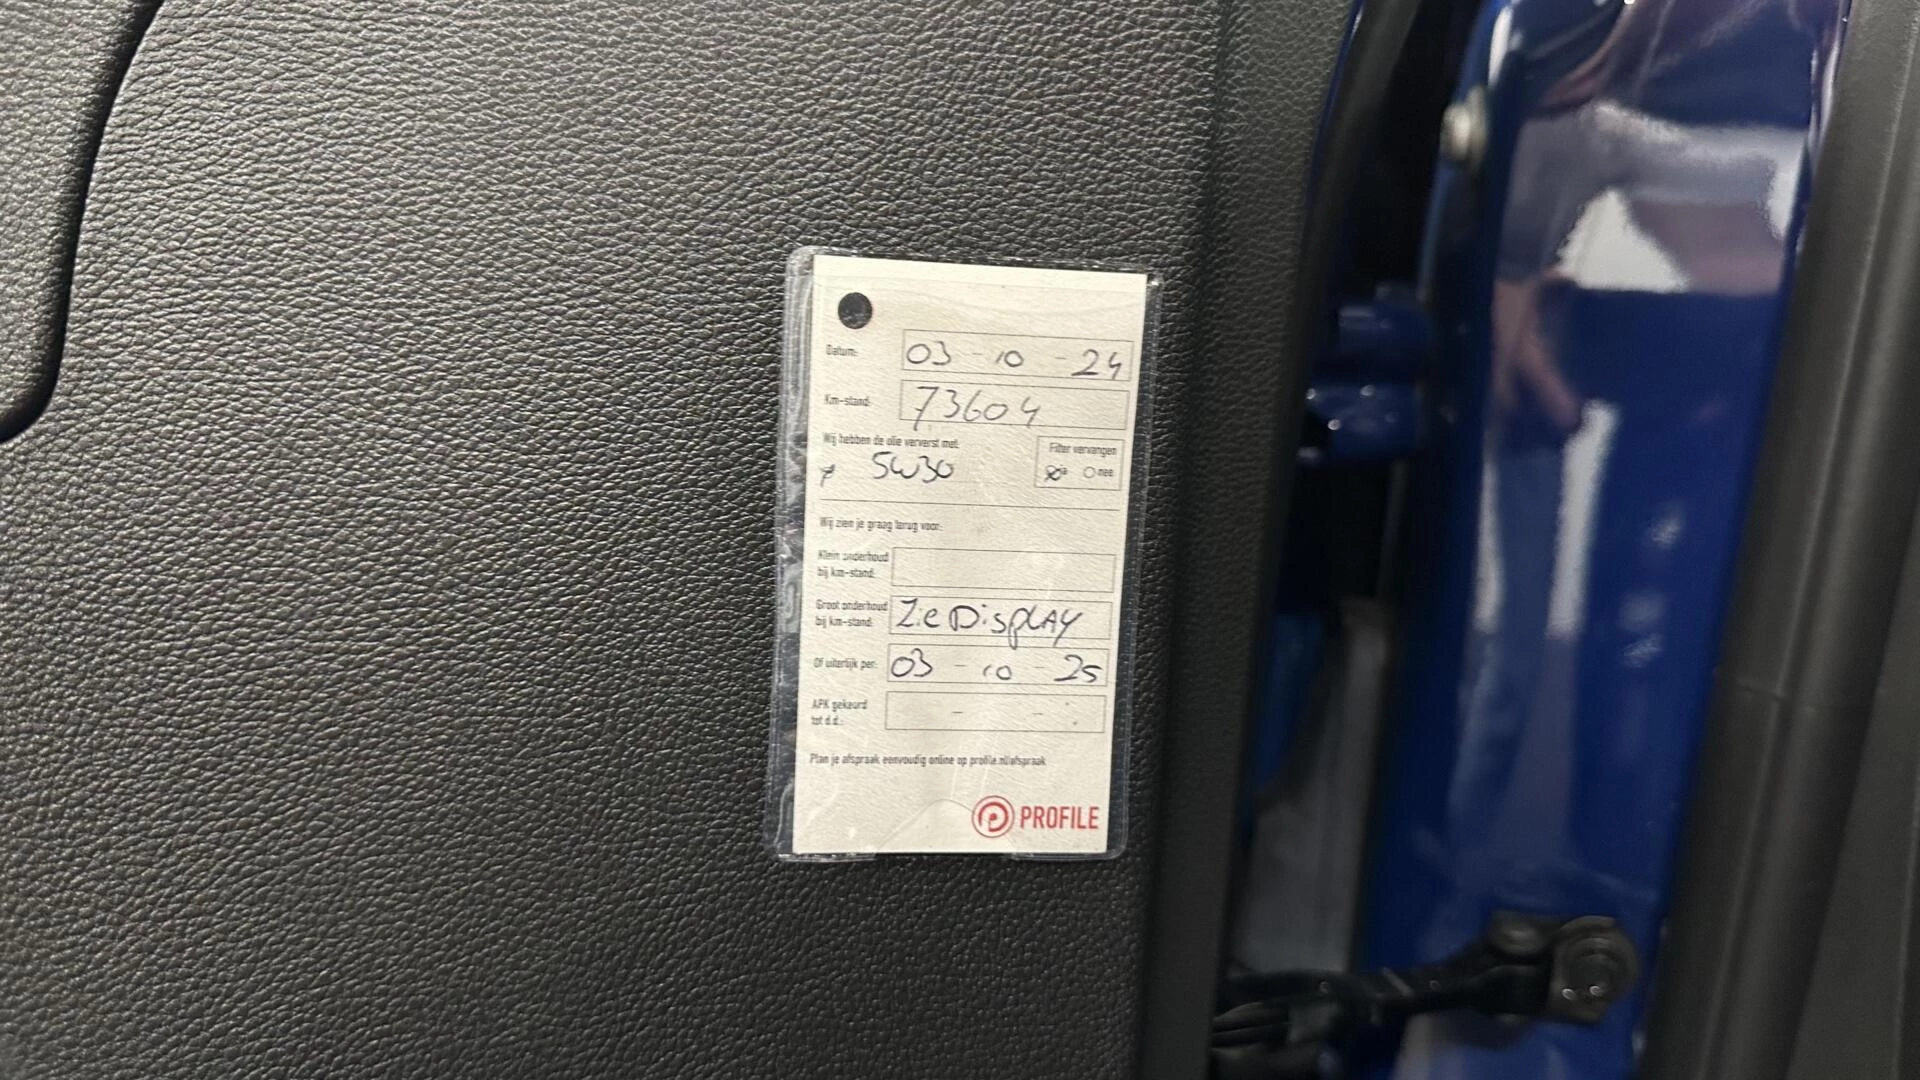 Datum: 03 - 10 - 24
Km-stand: 73604
Wij hebben de olie ververst met:
Filter vervangen
5W30
ja nee
Wij zien je graag terug voor:
Klein onderhoud
bij km-stand:
Groot onderhoud
bij km-stand: Zie Display
Of uiterlijk per: 03 - 10 - 25
APK gekeurd
tot d.d.: - -
Plan je afspraak eenvoudig online op profile.nl/afspraak
PROFILE